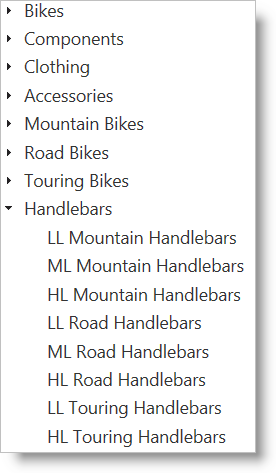 Bikes
Components
Clothing
Accessories
Mountain Bikes
Road Bikes
Touring Bikes
Handlebars
LL Mountain Handlebars
ML Mountain Handlebars
HL Mountain Handlebars
LL Road Handlebars
ML Road Handlebars
HL Road Handlebars
LL Touring Handlebars
HL Touring Handlebars